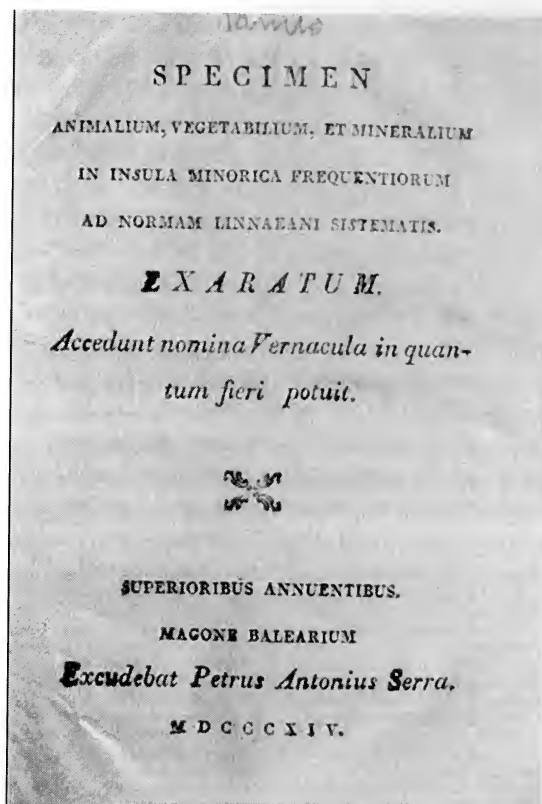 SPECIMEN
ANIMALIUM, VEGETABILIUM, ET MINERALIUM
IN INSULA MINORICA FREQUENTIORUM
AD NORMAM LINNAEANI SISTEMATIS.
EXARATUM.
Accedunt nomina Vernacula in quan-
tum fieri potuit.
SUPERIORIBUS ANNUENTIBUS.
MAGONE BALEARIUM
Excudebat Petrus Antonius Serra.
MDCCCXIV.